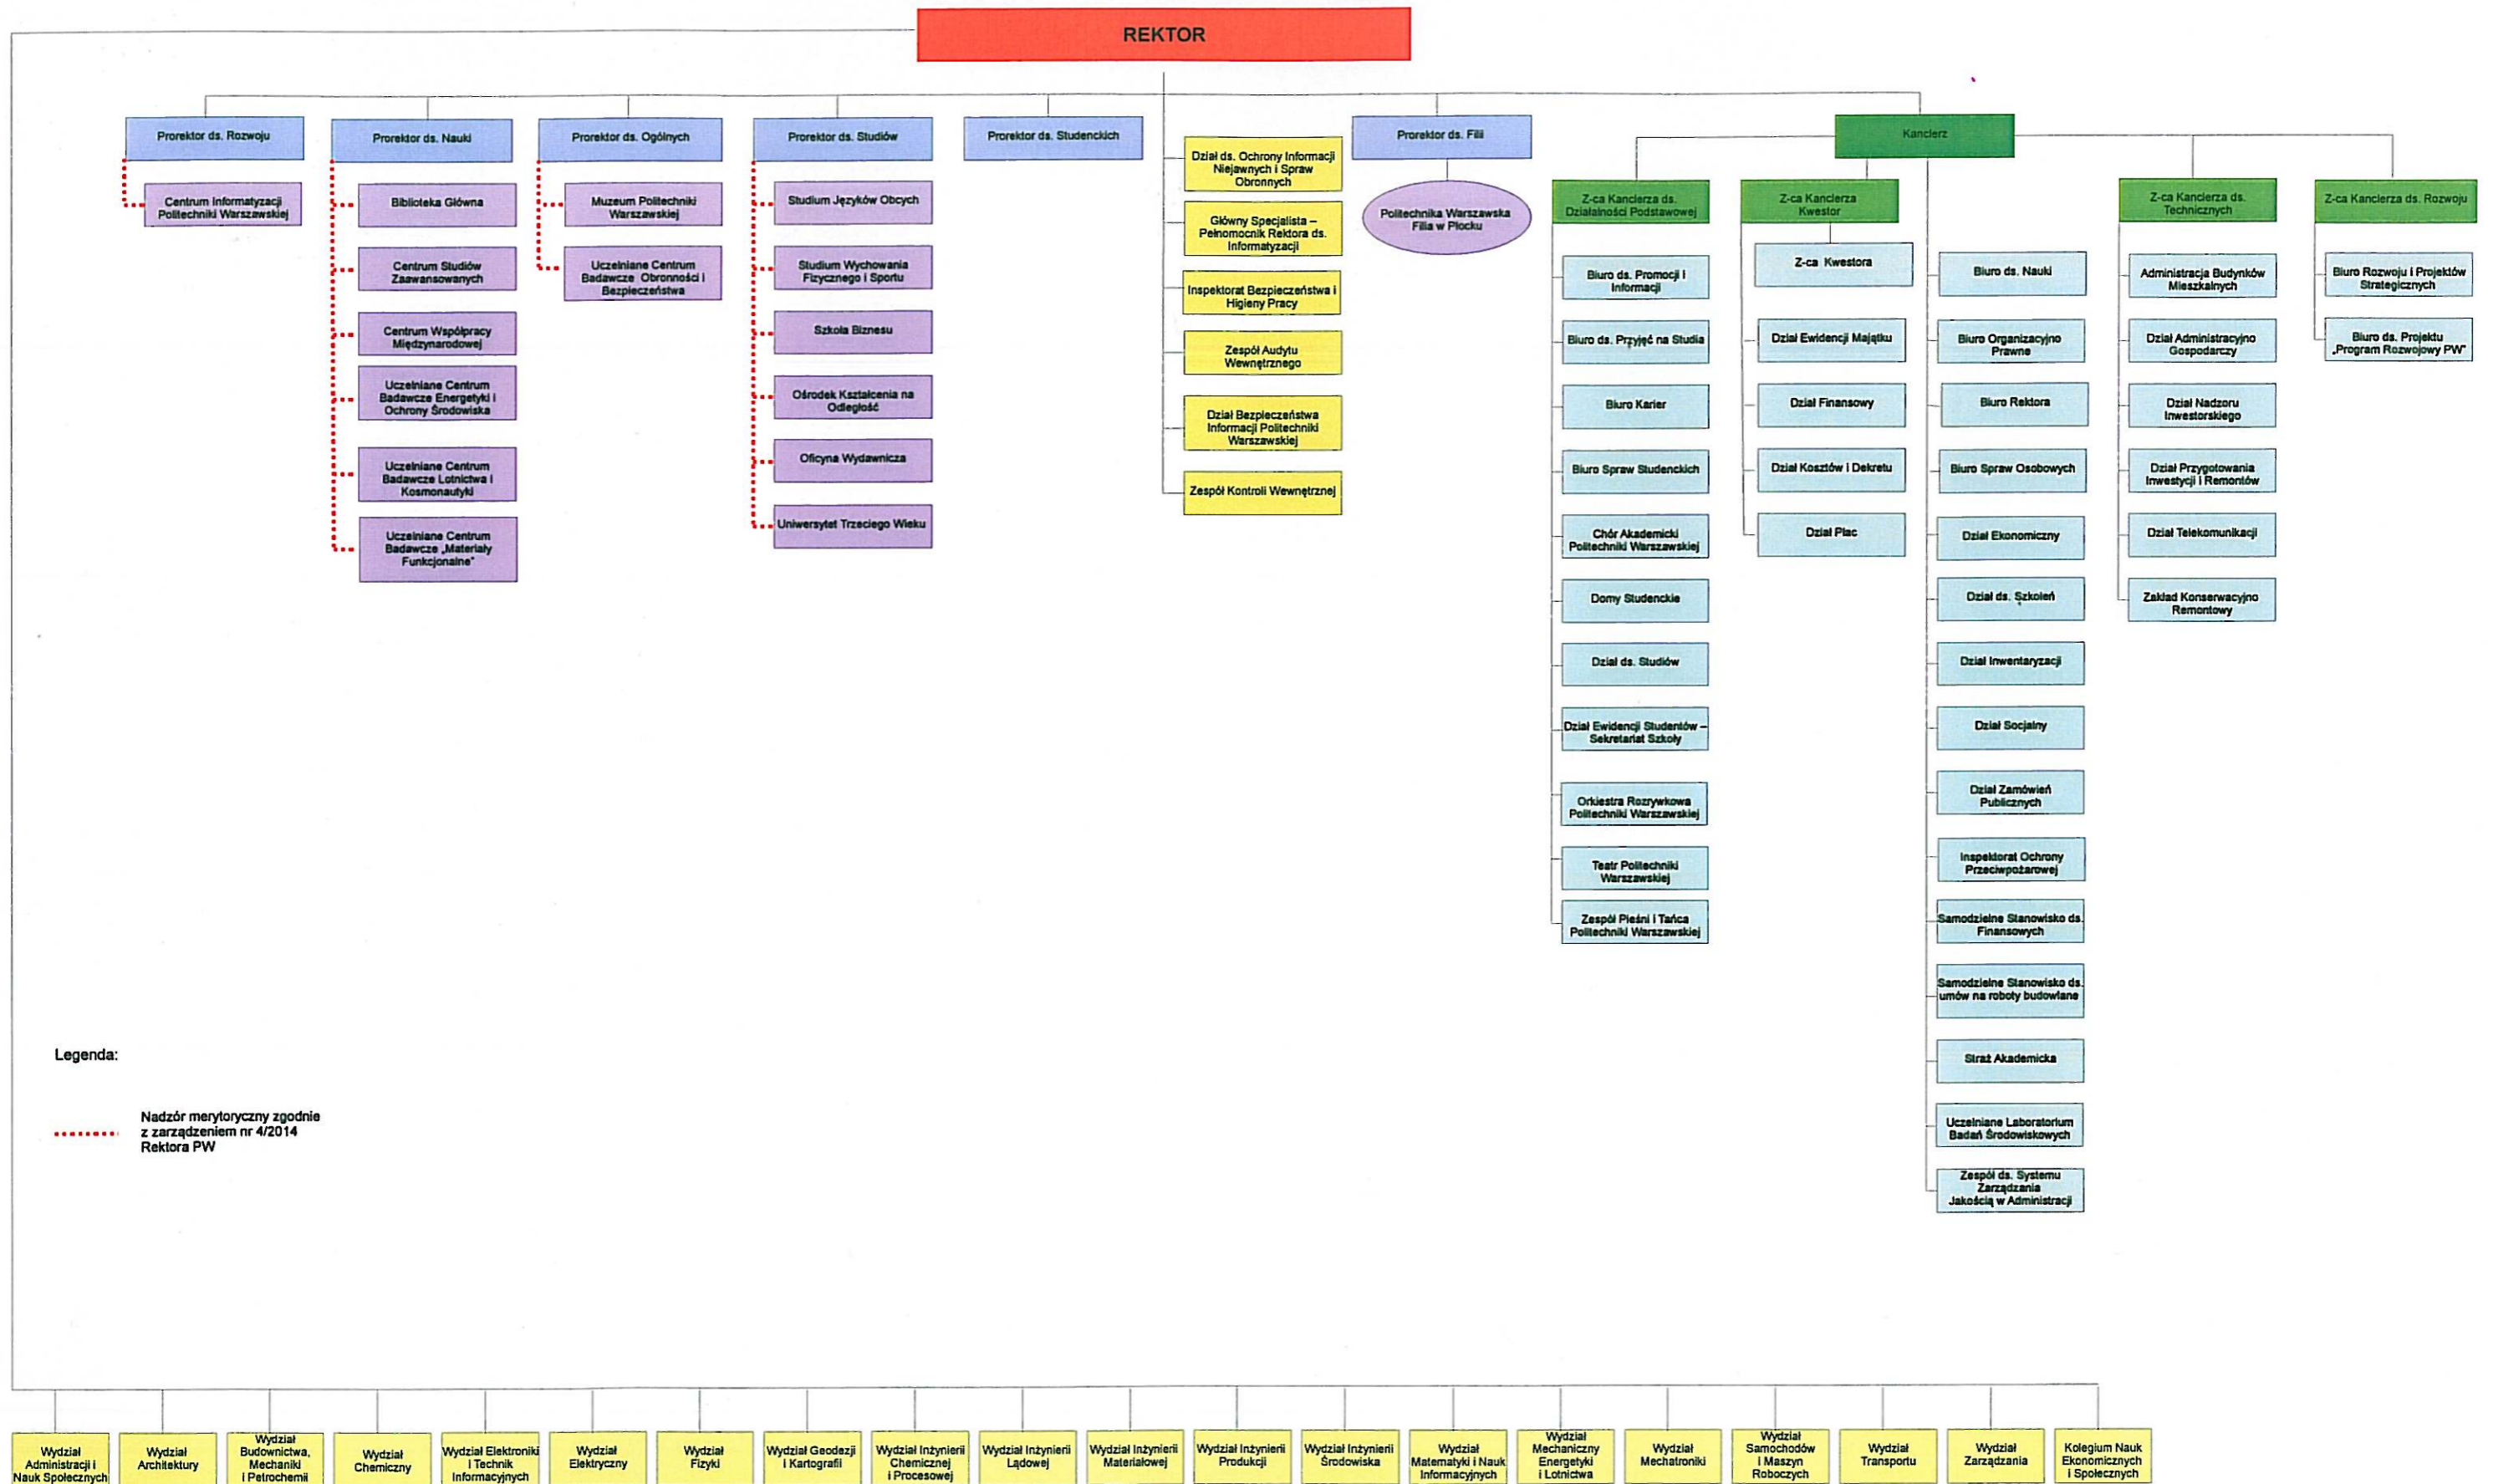 REKTOR
Prorektor ds. Rozwoju
Prorektor ds. Nauki
Prorektor ds. Ogólnych
Prorektor ds. Studiów
Prorektor ds. Studenckich
Prorektor ds. Filii
Kanclerz
Centrum Informatyzacji
Politechniki Warszawskiej
Biblioteka Główna
Centrum Studiów
Zaawansowanych
Centrum Współpracy
Międzynarodowej
Uczelniane Centrum
Badawcze Energetyki i
Ochrony Środowiska
Uczelniane Centrum
Badawcze Lotnictwa i
Kosmonautyki
Uczelniane Centrum
Badawcze „Materiały
Funkcjonalne”
Muzeum Politechniki
Warszawskiej
Uczelniane Centrum
Badawcze Obronności i
Bezpieczeństwa
Studium Języków Obcych
Studium Wychowania
Fizycznego i Sportu
Szkoła Biznesu
Ośrodek Kształcenia na
Odległość
Oficyna Wydawnicza
Uniwersytet Trzeciego Wieku
Dział ds. Ochrony Informacji
Niejawnych i Spraw
Obronnych
Główny Specjalista –
Pełnomocnik Rektora ds.
Informatyzacji
Inspektorat Bezpieczeństwa i
Higieny Pracy
Zespół Audytu
Wewnętrznego
Dział Bezpieczeństwa
Informacji Politechniki
Warszawskiej
Zespół Kontroli Wewnętrznej
Politechnika Warszawska
Filia w Płocku
Z-ca Kanclerza ds.
Działalności Podstawowej
Biuro ds. Promocji i
Informacji
Biuro ds. Przyjęć na Studia
Biuro Karier
Biuro Spraw Studenckich
Chór Akademicki
Politechniki Warszawskiej
Domy Studenckie
Dział ds. Studiów
Dział Ewidencji Studentów –
Sekretariat Szkoły
Orkiestra Rozrywkowa
Politechniki Warszawskiej
Teatr Politechniki
Warszawskiej
Zespół Pieśni i Tańca
Politechniki Warszawskiej
Z-ca Kanclerza
Kwestor
Z-ca Kwestora
Dział Ewidencji Majątku
Dział Finansowy
Dział Kosztów i Dekretu
Dział Płac
Biuro ds. Nauki
Biuro Organizacyjno
Prawne
Biuro Rektora
Biuro Spraw Osobowych
Dział Ekonomiczny
Dział ds. Szkoleń
Dział Inwentaryzacji
Dział Socjalny
Dział Zamówień
Publicznych
Inspektorat Ochrony
Przeciwpożarowej
Samodzielne Stanowisko ds.
Finansowych
Samodzielne Stanowisko ds.
umów na roboty budowlane
Straż Akademicka
Uczelniane Laboratorium
Badań Środowiskowych
Zespół ds. Systemu
Zarządzania
Jakością w Administracji
Z-ca Kanclerza ds.
Technicznych
Administracja Budynków
Mieszkalnych
Dział Administracyjno
Gospodarczy
Dział Nadzoru
Inwestorskiego
Dział Przygotowania
Inwestycji i Remontów
Dział Telekomunikacji
Zakład Konserwacyjno
Remontowy
Z-ca Kanclerza ds. Rozwoju
Biuro Rozwoju i Projektów
Strategicznych
Biuro ds. Projektu
„Program Rozwojowy PW”
Legenda:
Nadzór merytoryczny zgodnie
z zarządzeniem nr 4/2014
Rektora PW
Wydział
Administracji i
Nauk Społecznych
Wydział
Architektury
Wydział
Budownictwa,
Mechaniki
i Petrochemii
Wydział
Chemiczny
Wydział Elektroniki
i Technik
Informacyjnych
Wydział
Elektryczny
Wydział
Fizyki
Wydział Geodezji
i Kartografii
Wydział Inżynierii
Chemicznej
i Procesowej
Wydział Inżynierii
Lądowej
Wydział Inżynierii
Materiałowej
Wydział Inżynierii
Produkcji
Wydział Inżynierii
Środowiska
Wydział
Matematyki i Nauk
Informacyjnych
Wydział
Mechaniczny
Energetyki
i Lotnictwa
Wydział
Mechatroniki
Wydział
Samochodów
i Maszyn
Roboczych
Wydział
Transportu
Wydział
Zarządzania
Kolegium Nauk
Ekonomicznych
i Społecznych